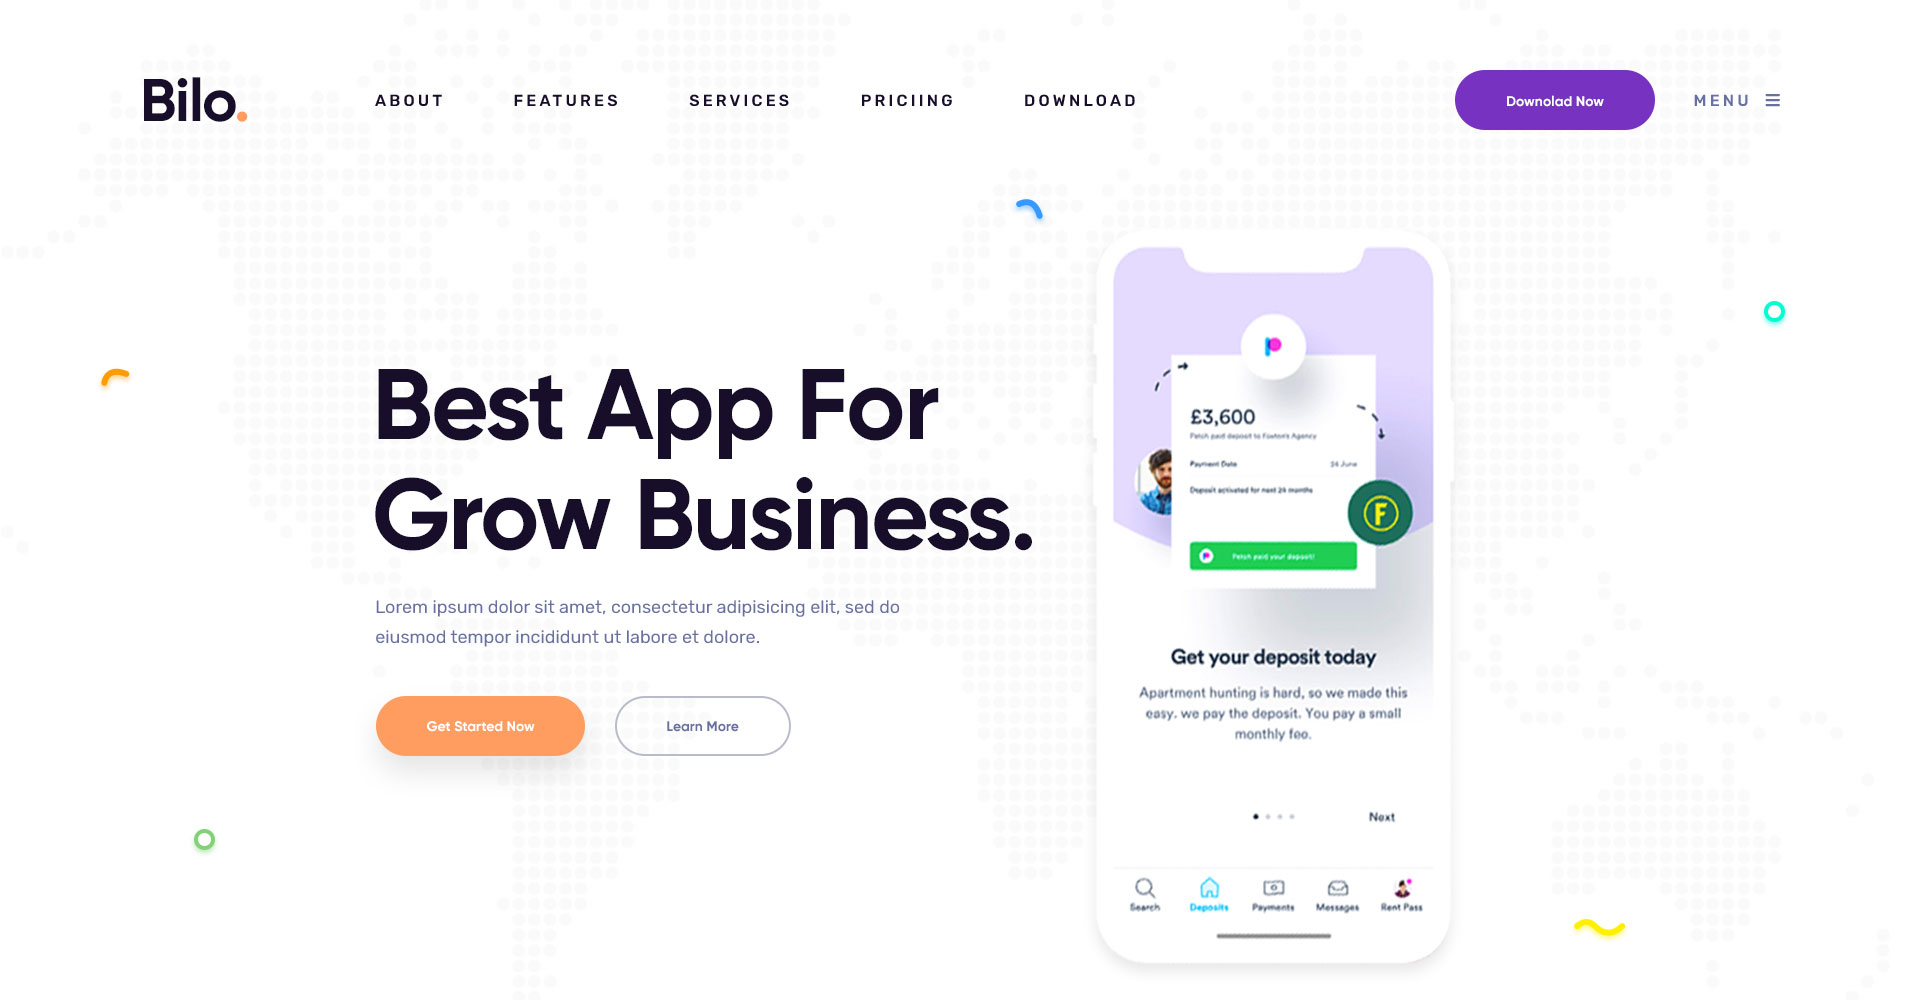 Bilo.
ABOUT
FEATURES
SERVICES
PRICIING
DOWNLOAD
Downolad Now
MENU
Best App For
Grow Business.
Lorem ipsum dolor sit amet, consectetur adipisicing elit, sed do
eiusmod tempor incididunt ut labore et dolore.
Get Started Now
Learn More
£3,600
Fetch paid deposit to Foxton's Agency
Payment Date
24 June
Deposit activated for next 24 months
F
Fetch paid your deposit!
Get your deposit today
Apartment hunting is hard, so we made this
easy. we pay the deposit. You pay a small
monthly fee.
Next
Search
Deposits
Payments
Messages
Rent Pass